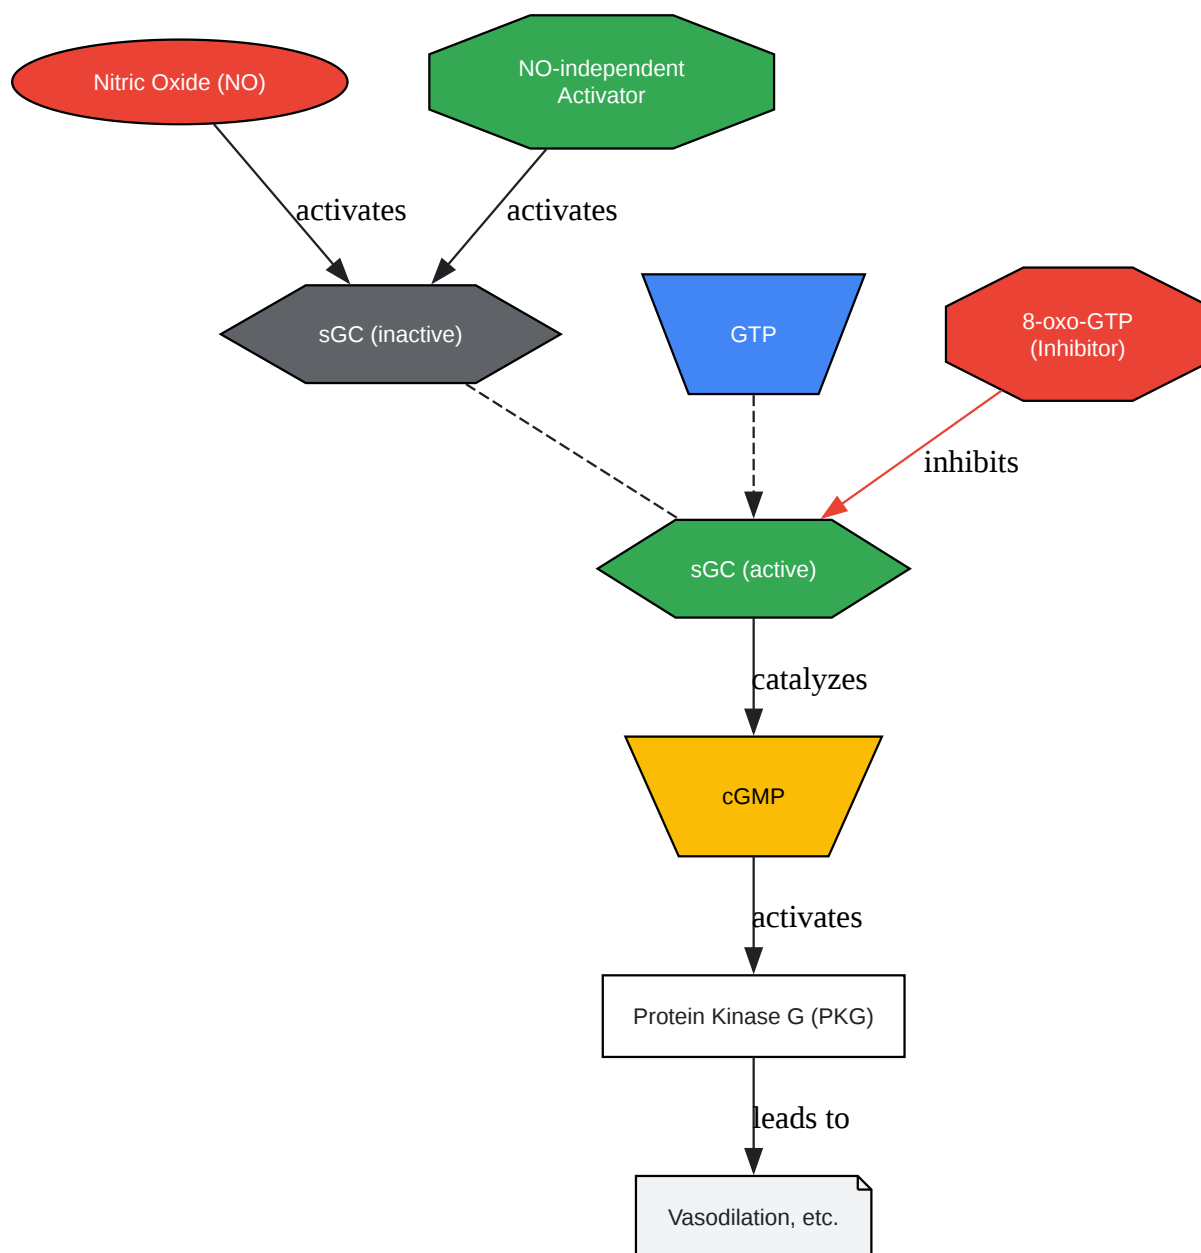 Nitric Oxide (NO)
NO-independent
Activator
activates
activates
sGC (inactive)
GTP
8-oxo-GTP
(Inhibitor)
inhibits
sGC (active)
catalyzes
cGMP
activates
Protein Kinase G (PKG)
leads to
Vasodilation, etc.